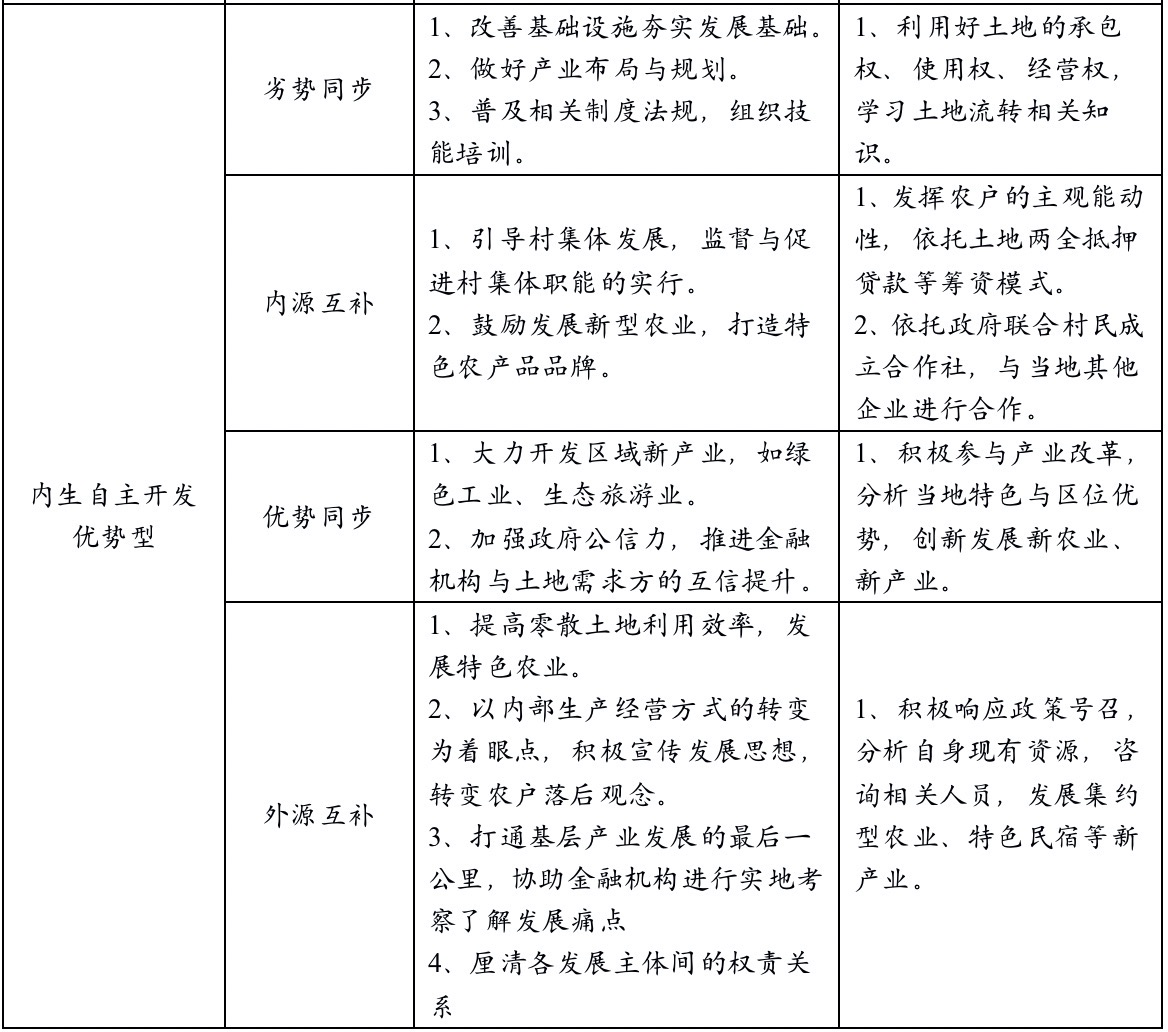 内生自主开发
优势型
劣势同步
1、改善基础设施夯实发展基础。
2、做好产业布局与规划。
3、普及相关制度法规，组织技
能培训。
1、利用好土地的承包
权、使用权、经营权，
学习土地流转相关知
识。
内源互补
1、引导村集体发展，监督与促
进村集体职能的实行。
2、鼓励发展新型农业，打造特
色农产品品牌。
1、发挥农户的主观能动
性，依托土地两全抵押
贷款等筹资模式。
2、依托政府联合村民成
立合作社，与当地其他
企业进行合作。
优势同步
1、大力开发区域新产业，如绿
色工业、生态旅游业。
2、加强政府公信力，推进金融
机构与土地需求方的互信提升。
1、积极参与产业改革，
分析当地特色与区位优
势，创新发展新农业、
新产业。
外源互补
1、提高零散土地利用效率，发
展特色农业。
2、以内部生产经营方式的转变
为着眼点，积极宣传发展思想，
转变农户落后观念。
3、打通基层产业发展的最后一
公里，协助金融机构进行实地考
察了解发展痛点
4、厘清各发展主体间的权责关
系
1、积极响应政策号召，
分析自身现有资源，咨
询相关人员，发展集约
型农业、特色民宿等新
产业。